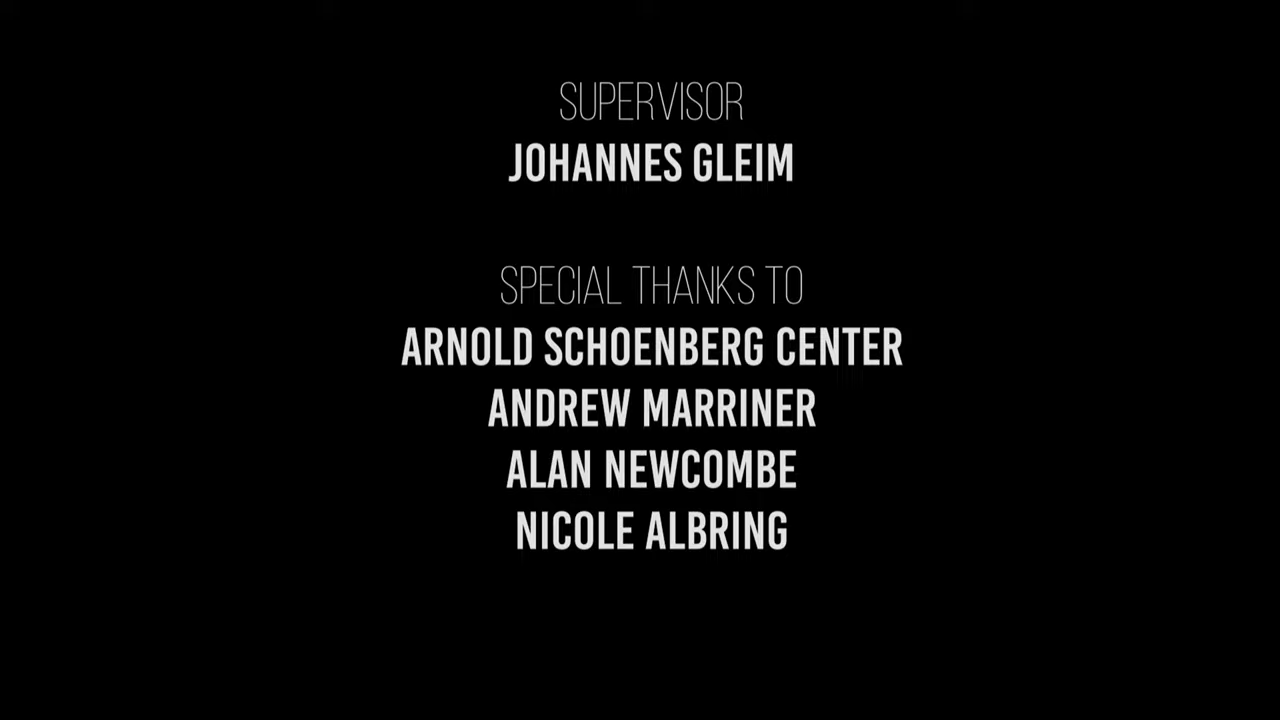 SUPERVISOR
JOHANNES GLEIM
SPECIAL THANKS TO
ARNOLD SCHOENBERG CENTER
ANDREW MARRINER
ALAN NEWCOMBE
NICOLE ALBRING